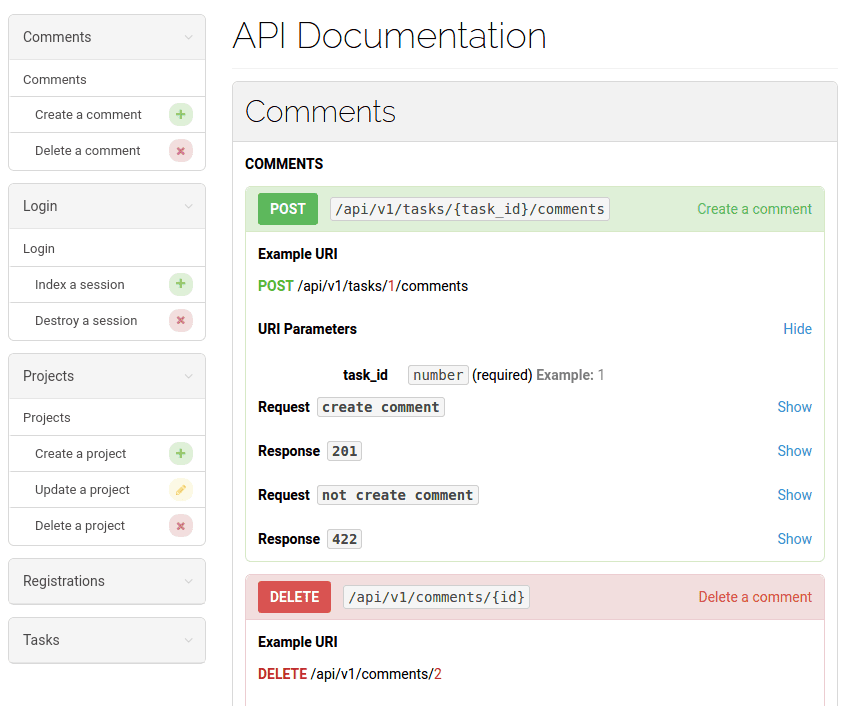 Comments
Comments
Create a comment
Delete a comment
Login
Login
Index a session
Destroy a session
Projects
Projects
Create a project
Update a project
Delete a project
Registrations
Tasks
API Documentation
Comments
COMMENTS
POST /api/v1/tasks/{task_id}/comments Create a comment
Example URI
POST /api/v1/tasks/1/comments
URI Parameters Hide
task_id number (required) Example: 1
Request create comment Show
Response 201 Show
Request not create comment Show
Response 422 Show
DELETE /api/v1/comments/{id} Delete a comment
Example URI
DELETE /api/v1/comments/2